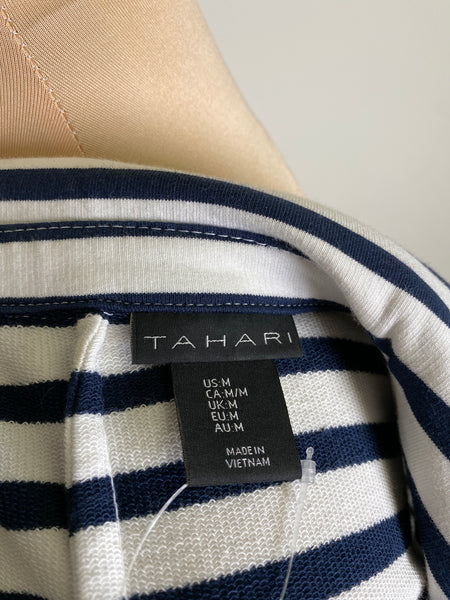 TAHARI
US:M
CA:M/M
UK:M
EU:M
AU:M
MADE IN
VIETNAM